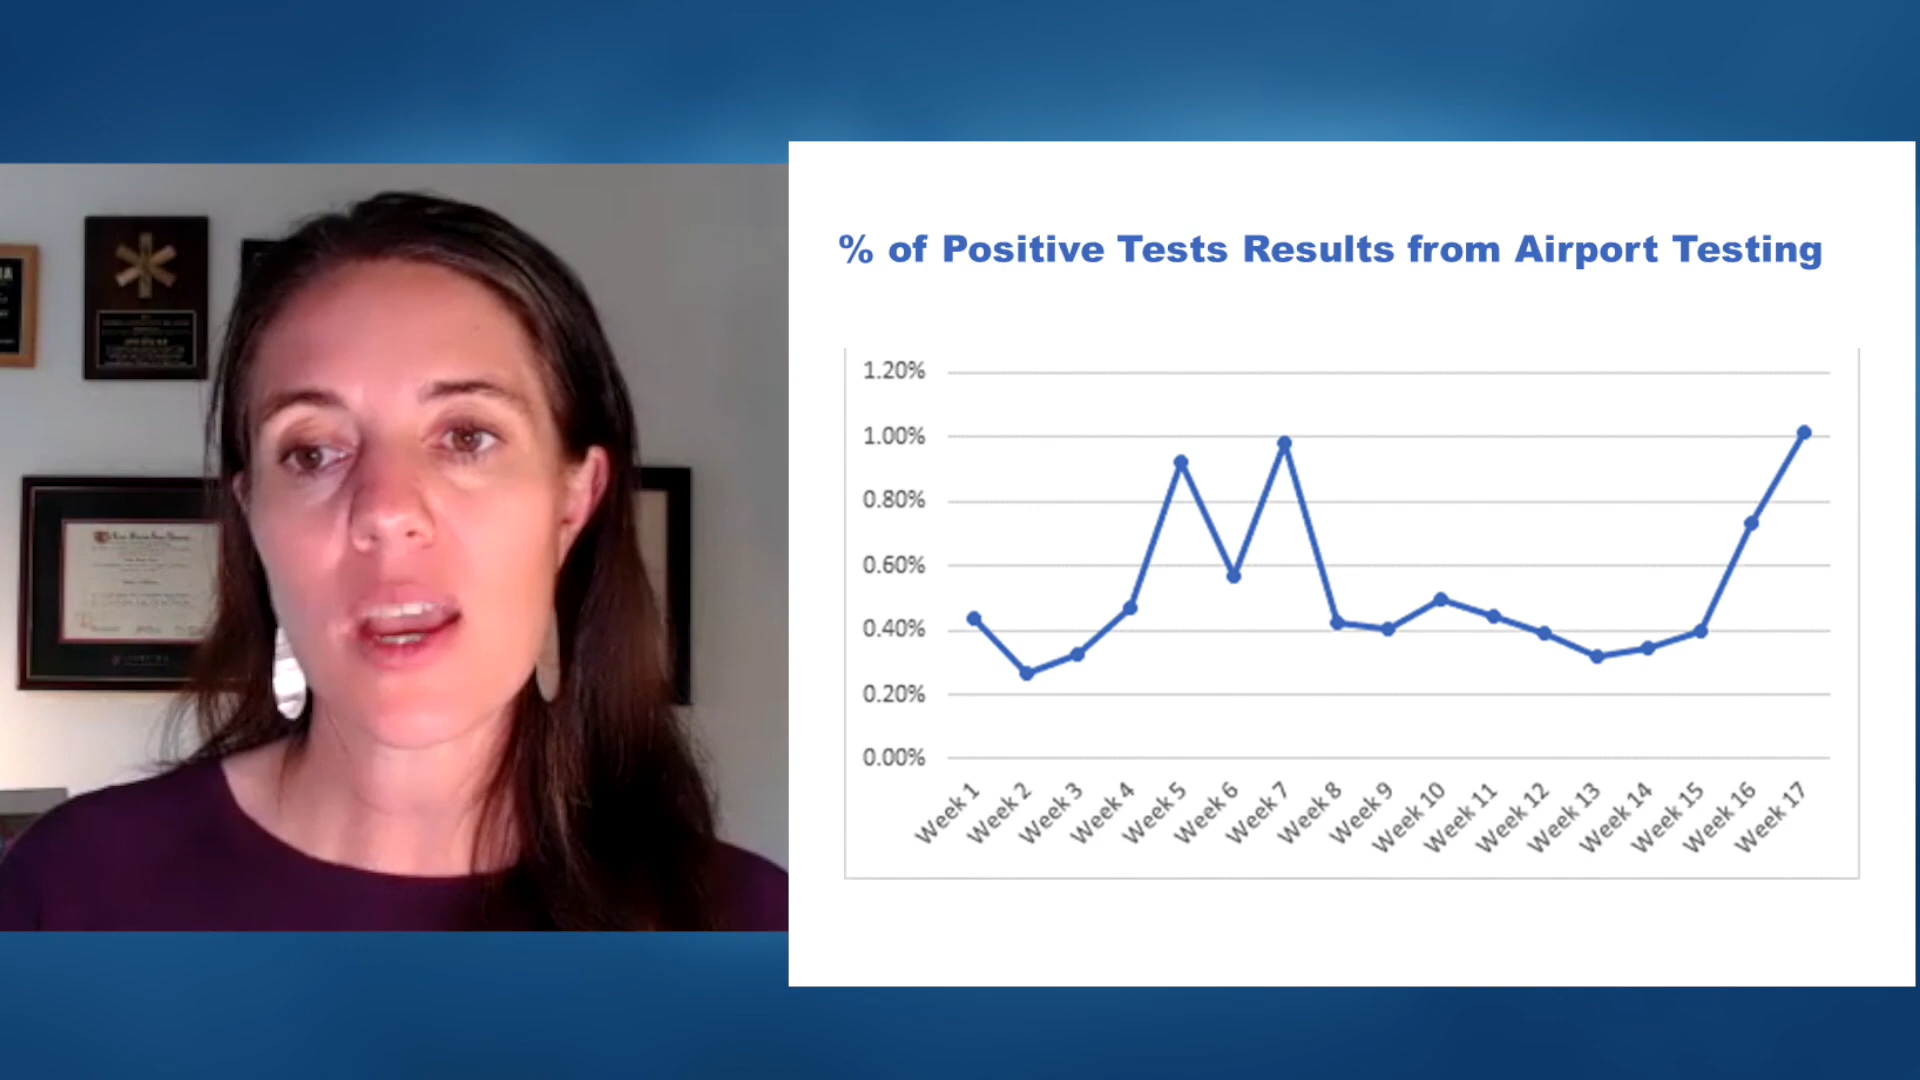 % of Positive Tests Results from Airport Testing
1.20%
1.00%
0.80%
0.60%
0.40%
0.20%
0.00%
Week 1
Week 2
Week 3
Week 4
Week 5
Week 6
Week 7
Week 8
Week 9
Week 10
Week 11
Week 12
Week 13
Week 14
Week 15
Week 16
Week 17